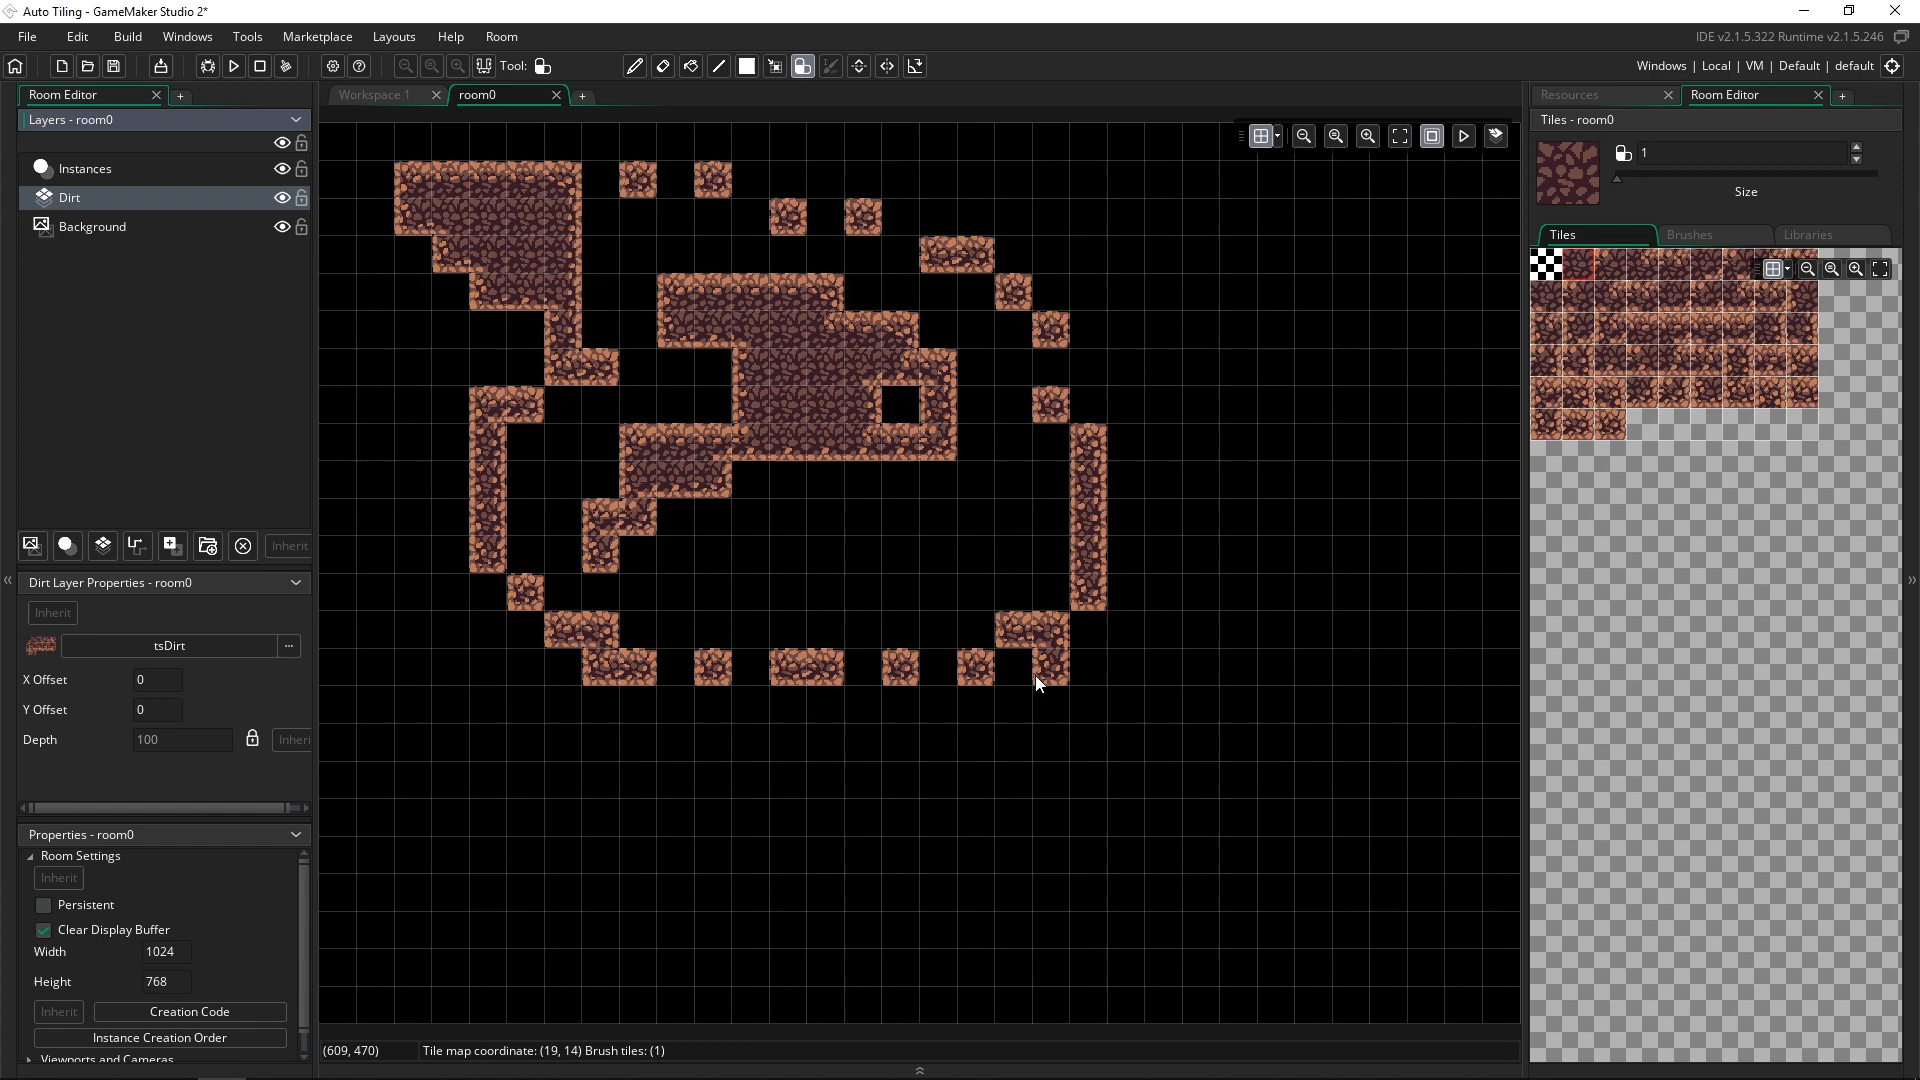 Auto Tiling - GameMaker Studio 2*
File Edit Build Windows Tools Marketplace Layouts Help Room
IDE v2.1.5.322 Runtime v2.1.5.246
Tool:
Windows | Local | VM | Default | default
Room Editor
Workspace 1
room0
Resources
Room Editor
Layers - room0
Tiles - room0
1
Size
Instances
Dirt
Background
Tiles
Brushes
Libraries
Inherit
Dirt Layer Properties - room0
Inherit
tsDirt
...
X Offset 0
Y Offset 0
Depth 100
Inheri
Properties - room0
Room Settings
Inherit
Persistent
Clear Display Buffer
Width 1024
Height 768
Inherit
Creation Code
Instance Creation Order
Viewports and Cameras
(609, 470)
Tile map coordinate: (19, 14) Brush tiles: (1)